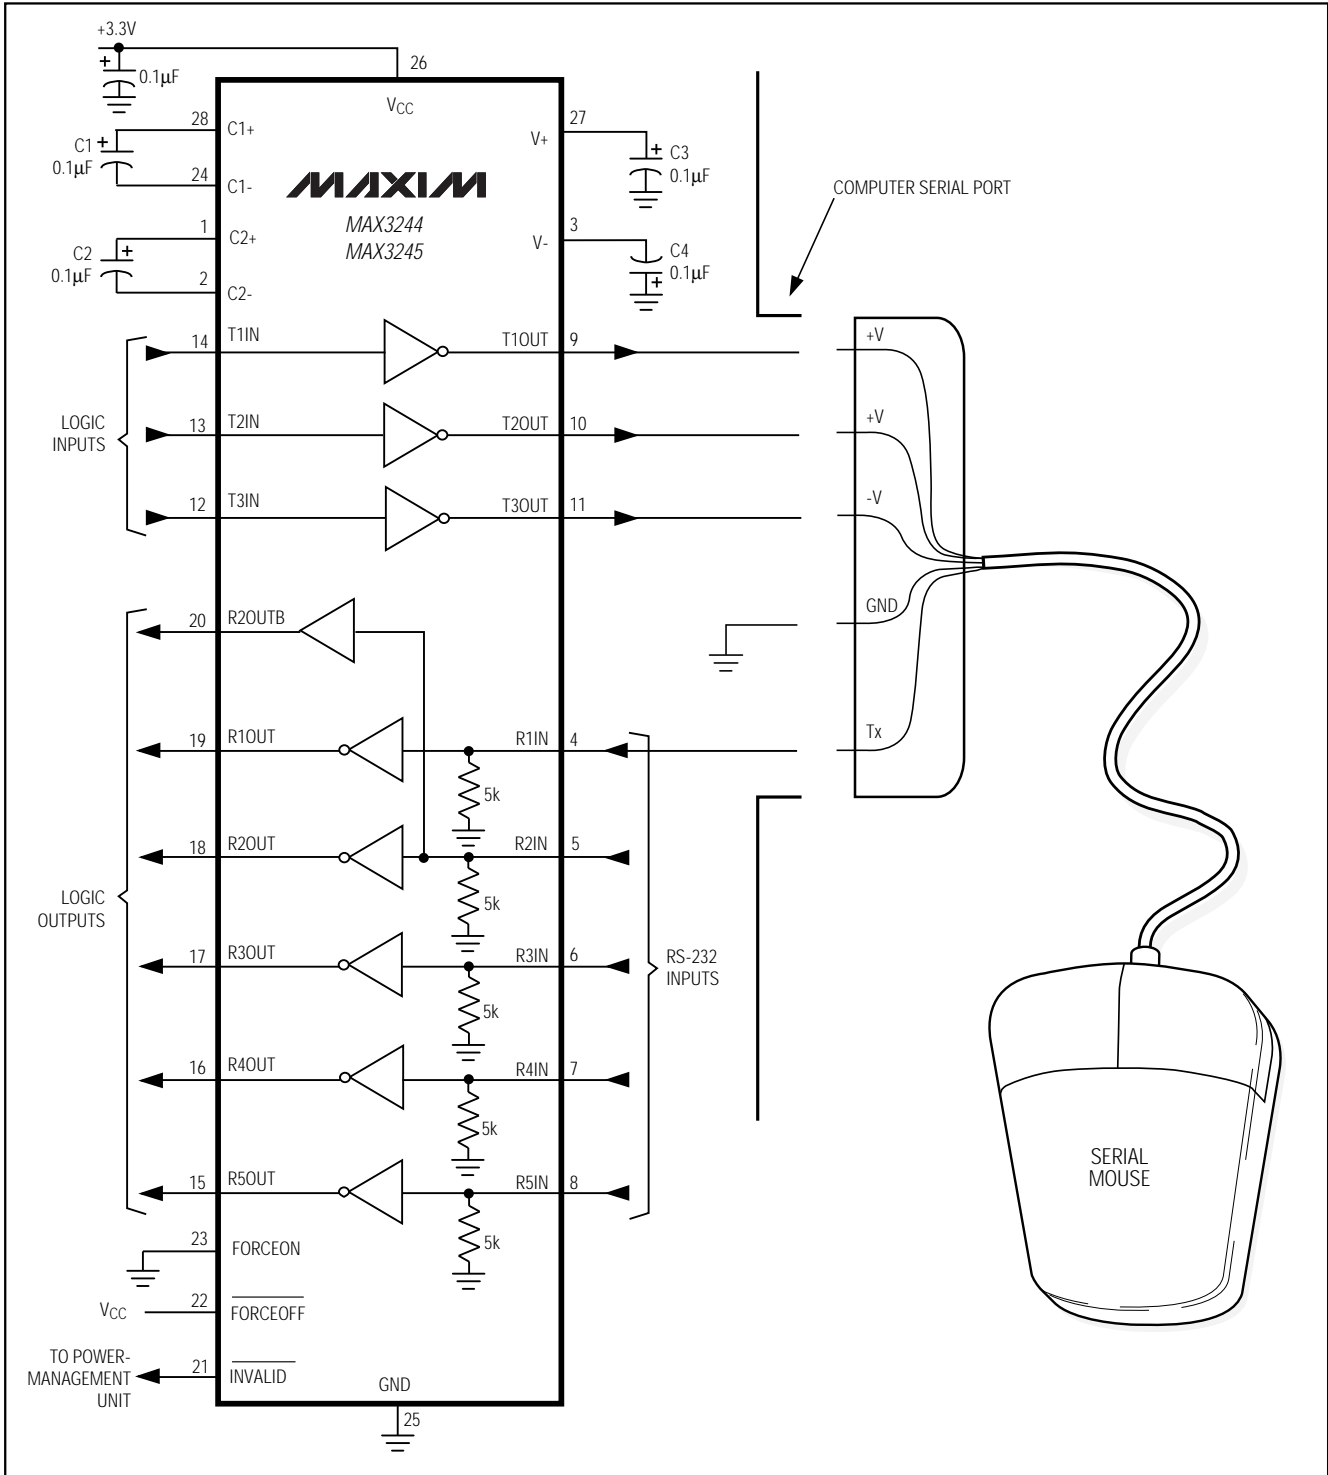 +3.3V
+
0.1µF
26
VCC
28
C1+
C1
+
0.1µF
24
C1-
27
V+
+
C3
0.1µF
MAXIM
MAX3244
MAX3245
1
C2+
C2
+
0.1µF
2
C2-
3
V-
C4
0.1µF
+
COMPUTER SERIAL PORT
LOGIC
INPUTS
14
T1IN
T1OUT
9
13
T2IN
T2OUT
10
12
T3IN
T3OUT
11
+V
+V
-V
GND
Tx
LOGIC
OUTPUTS
20
R2OUTB
19
R1OUT
R1IN
4
5k
18
R2OUT
R2IN
5
5k
17
R3OUT
R3IN
6
5k
16
R4OUT
R4IN
7
5k
15
R5OUT
R5IN
8
5k
RS-232
INPUTS
SERIAL
MOUSE
23
FORCEON
VCC
22
FORCEOFF
TO POWER-
MANAGEMENT
UNIT
21
INVALID
GND
25